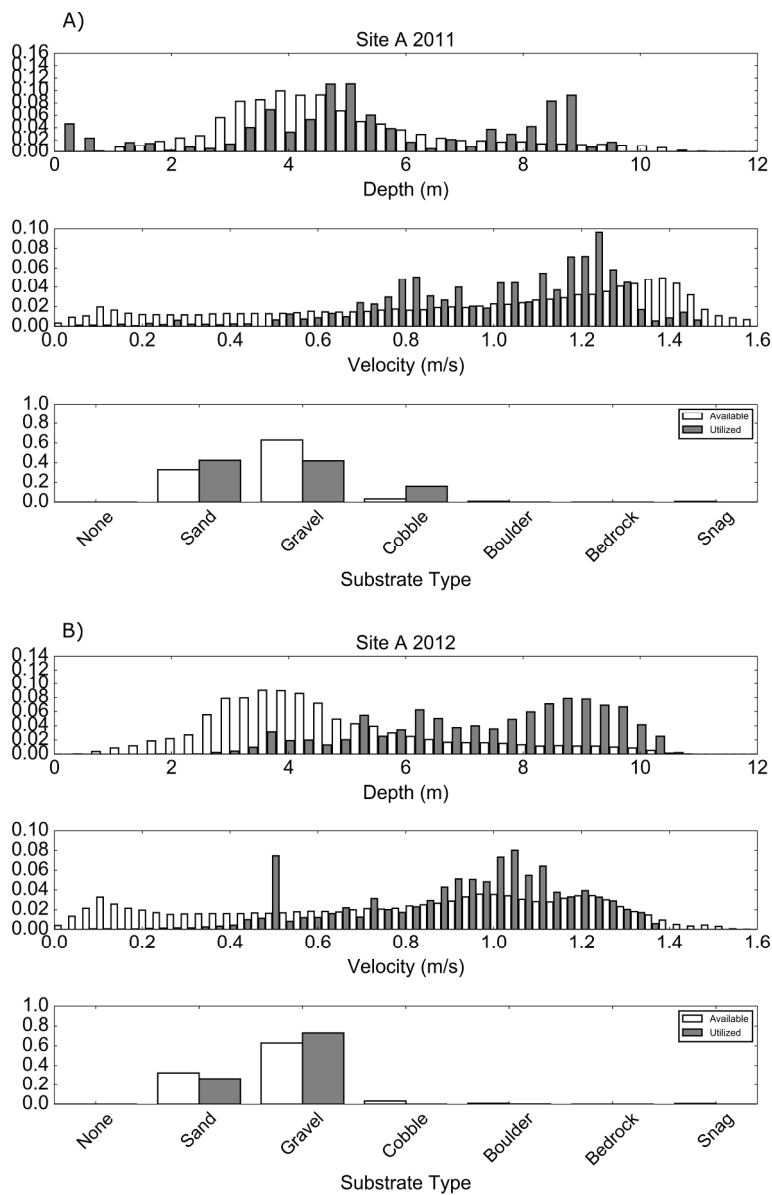 A)
Site A 2011
0.16
0.12
0.08
0.04
0.00
0 2 4 6 8 10 12
Depth (m)
0.10
0.08
0.06
0.04
0.02
0.00
0.0 0.2 0.4 0.6 0.8 1.0 1.2 1.4 1.6
Velocity (m/s)
1.0
0.8
0.6
0.4
0.2
0.0
Available
Utilized
None Sand Gravel Cobble Boulder Bedrock Snag
Substrate Type
B)
Site A 2012
0.14
0.12
0.10
0.08
0.06
0.04
0.02
0.00
0 2 4 6 8 10 12
Depth (m)
0.10
0.08
0.06
0.04
0.02
0.00
0.0 0.2 0.4 0.6 0.8 1.0 1.2 1.4 1.6
Velocity (m/s)
1.0
0.8
0.6
0.4
0.2
0.0
Available
Utilized
None Sand Gravel Cobble Boulder Bedrock Snag
Substrate Type